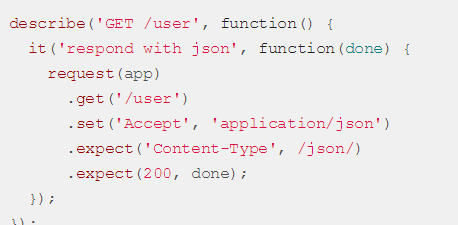 describe('GET /user', function() {
  it('respond with json', function(done) {
    request(app)
      .get('/user')
      .set('Accept', 'application/json')
      .expect('Content-Type', /json/)
      .expect(200, done);
  });
});